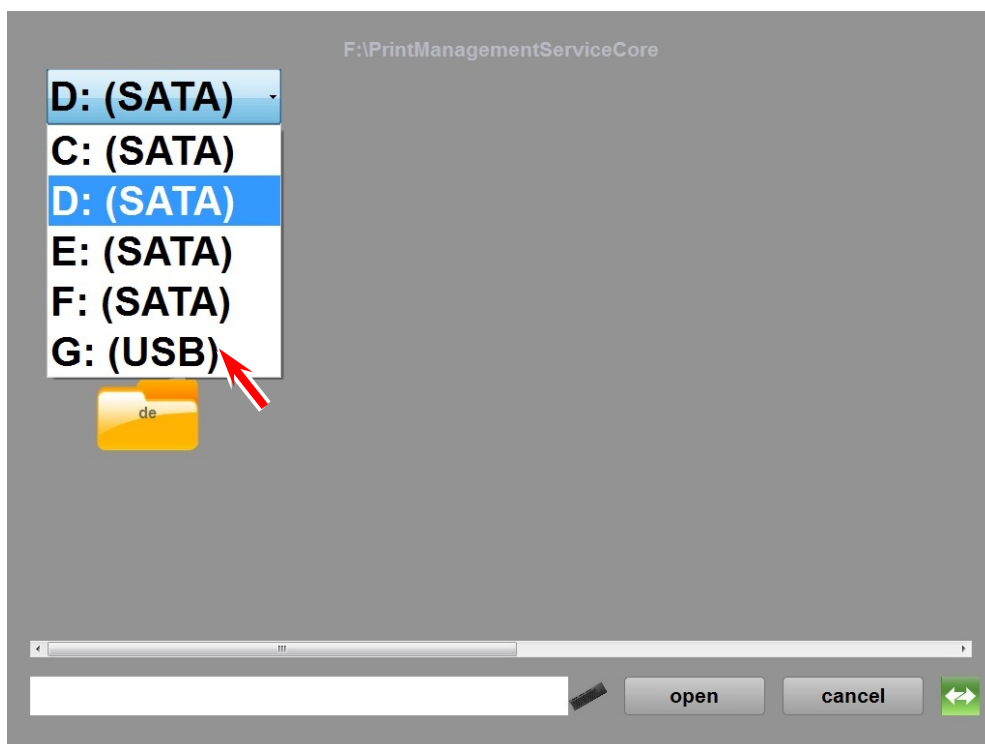 F:\PrintManagementServiceCore
D: (SATA)
C: (SATA)
D: (SATA)
E: (SATA)
F: (SATA)
G: (USB)
de
open
cancel